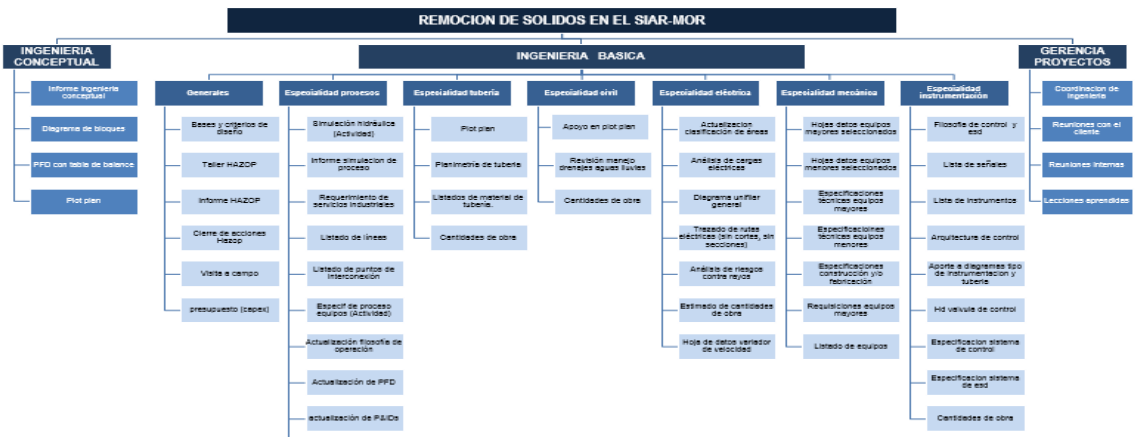 REMOCION DE SOLIDOS EN EL SIAR-MOR
INGENIERIA
CONCEPTUAL
Informe ingenieria
conceptual
Diagrama de bloques
PFD con tabla de balance
Plot plan
INGENIERIA BASICA
Generales
Bases y criterios de
diseño
Taller HAZOP
Informe HAZOP
Cierre de acciones
Hazop
Visita a campo
presupuesto (capex)
Especialidad procesos
Simulación hidráulica
(Actividad)
Informe simulacion de
proceso
Requerimiento de
servicios industriales
Listado de líneas
Listado de puntos de
interconexión
Especif de proceso
equipos (Actividad)
Actualización filosofía de
operación
Actualización de PFD
actualización de P&IDs
Especialidad tubería
Plot plan
Planimetría de tuberia
Listados de material de
tubería.
Cantidades de obra
Especialidad civil
Apoyo en plot plan
Revisión manejo
drenajes aguas lluvias
Cantidades de obra
Especialidad eléctrica
Actualizacion
clasificación de áreas
Análisis de cargas
eléctricas
Diagrama unifilar
general
Trazado de rutas
eléctricas (sin cortes, sin
secciones)
Análisis de riesgos
contra rayos
Estimado de cantidades
de obra
Hoja de datos variador
de velocidad
Especialidad mecánica
Hojas datos equipos
mayores seleccionados
Hojas datos equipos
menores seleccionados
Especificaciones
técnicas equipos
mayores
Especificaciones
técnicas equipos
menores
Especificaciones
construcción y/o
fabricación
Requisiciones equipos
mayores
Listado de equipos
Especialidad
instrumentación
Filosofia de control y
esd
Lista de señales
Lista de instrumentos
Arquitectura de control
Aporte a diagramas tipo
de instrumentacion y
tuberia
Hd valvula de control
Especificacion sistema
de control
Especificacion sistema
de esd
Cantidades de obra
GERENCIA
PROYECTOS
Coordinacion de
ingenieria
Reuniones con el
cliente
Reuniones internas
Lecciones aprendidas